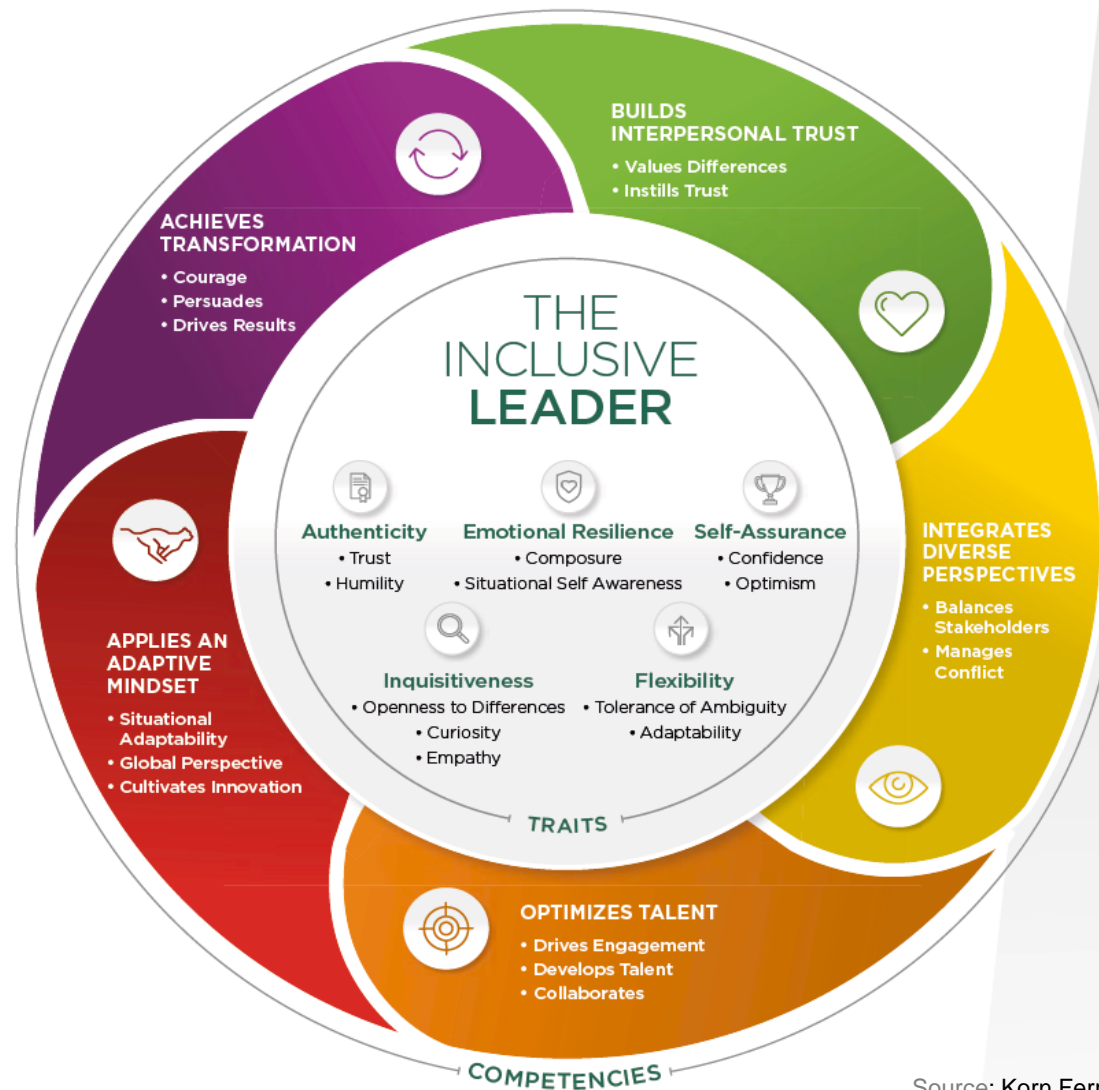 BUILDS
INTERPERSONAL TRUST
• Values Differences
• Instills Trust
ACHIEVES
TRANSFORMATION
• Courage
• Persuades
• Drives Results
THE
INCLUSIVE
LEADER
Authenticity
• Trust
• Humility
Emotional Resilience
• Composure
• Situational Self Awareness
Self-Assurance
• Confidence
• Optimism
Inquisitiveness
• Openness to Differences
• Curiosity
• Empathy
Flexibility
• Tolerance of Ambiguity
• Adaptability
TRAITS
INTEGRATES
DIVERSE
PERSPECTIVES
• Balances
Stakeholders
• Manages
Conflict
APPLIES AN
ADAPTIVE
MINDSET
• Situational
Adaptability
• Global Perspective
• Cultivates Innovation
OPTIMIZES TALENT
• Drives Engagement
• Develops Talent
• Collaborates
COMPETENCIES
Source: Korn